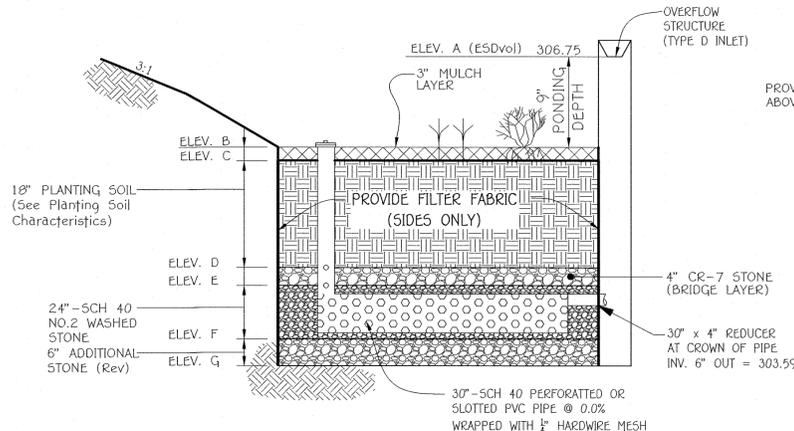 OVERFLOW
STRUCTURE
(TYPE D INLET)
ELEV. A (ESDvol) 306.75
3:1
3" MULCH
LAYER
9"
PONDING
DEPTH
PROV
ABOV
ELEV. B
ELEV. C
18" PLANTING SOIL
(See Planting Soil
Characteristics)
PROVIDE FILTER FABRIC
(SIDES ONLY)
ELEV. D
ELEV. E
4" CR-7 STONE
(BRIDGE LAYER)
24"-SCH 40
NO.2 WASHED
STONE
ELEV. F
6" ADDITIONAL
STONE (Rev)
ELEV. G
30" x 4" REDUCER
AT CROWN OF PIPE
INV. 6" OUT = 303.59
30"-SCH 40 PERFORATTED OR
SLOTTED PVC PIPE @ 0.0%
WRAPPED WITH ¼" HARDWIRE MESH